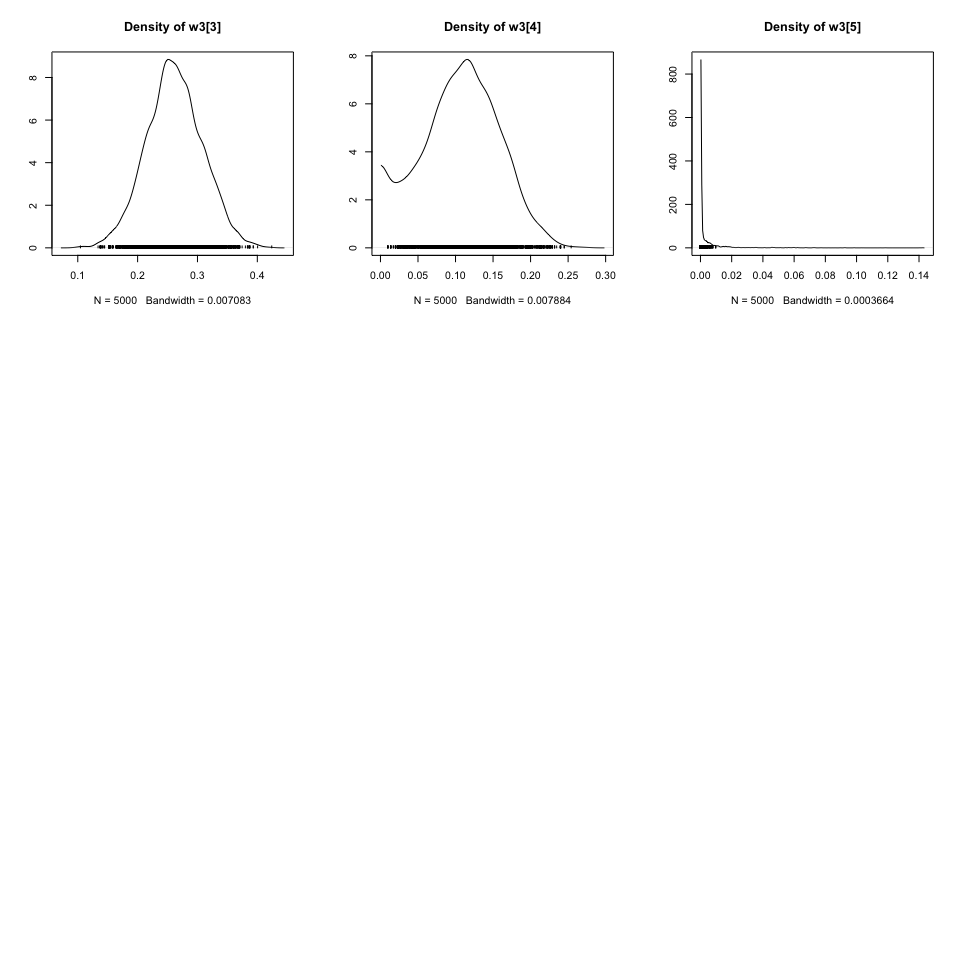 Density of w3[3]
8
6
4
2
0
0.1 0.2 0.3 0.4
N = 5000 Bandwidth = 0.007083
Density of w3[4]
8
6
4
2
0
0.00 0.05 0.10 0.15 0.20 0.25 0.30
N = 5000 Bandwidth = 0.007884
Density of w3[5]
800
600
400
200
0
0.00 0.02 0.04 0.06 0.08 0.10 0.12 0.14
N = 5000 Bandwidth = 0.0003664